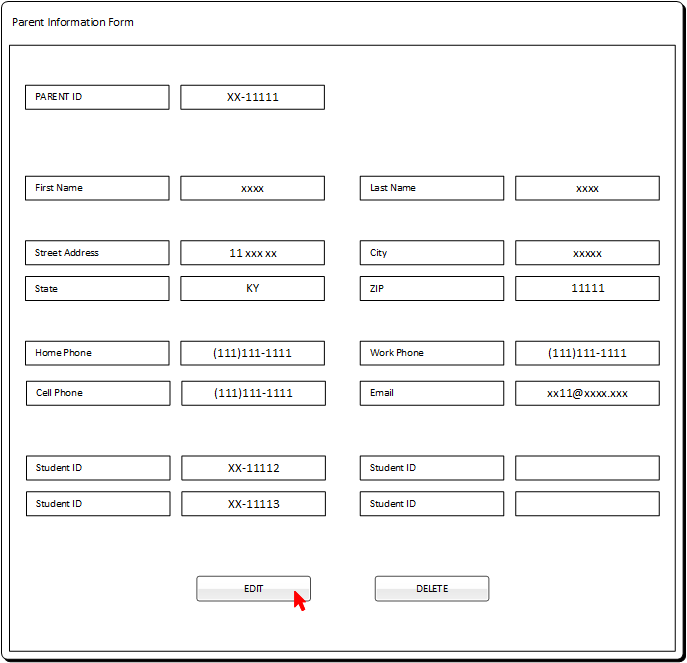 Parent Information Form
PARENT ID XX-11111
First Name xxxx Last Name xxxx
Street Address 11 xxx xx City xxxxx
State KY ZIP 11111
Home Phone (111)111-1111 Work Phone (111)111-1111
Cell Phone (111)111-1111 Email xx11@xxxx.xxx
Student ID XX-11112 Student ID
Student ID XX-11113 Student ID
EDIT DELETE